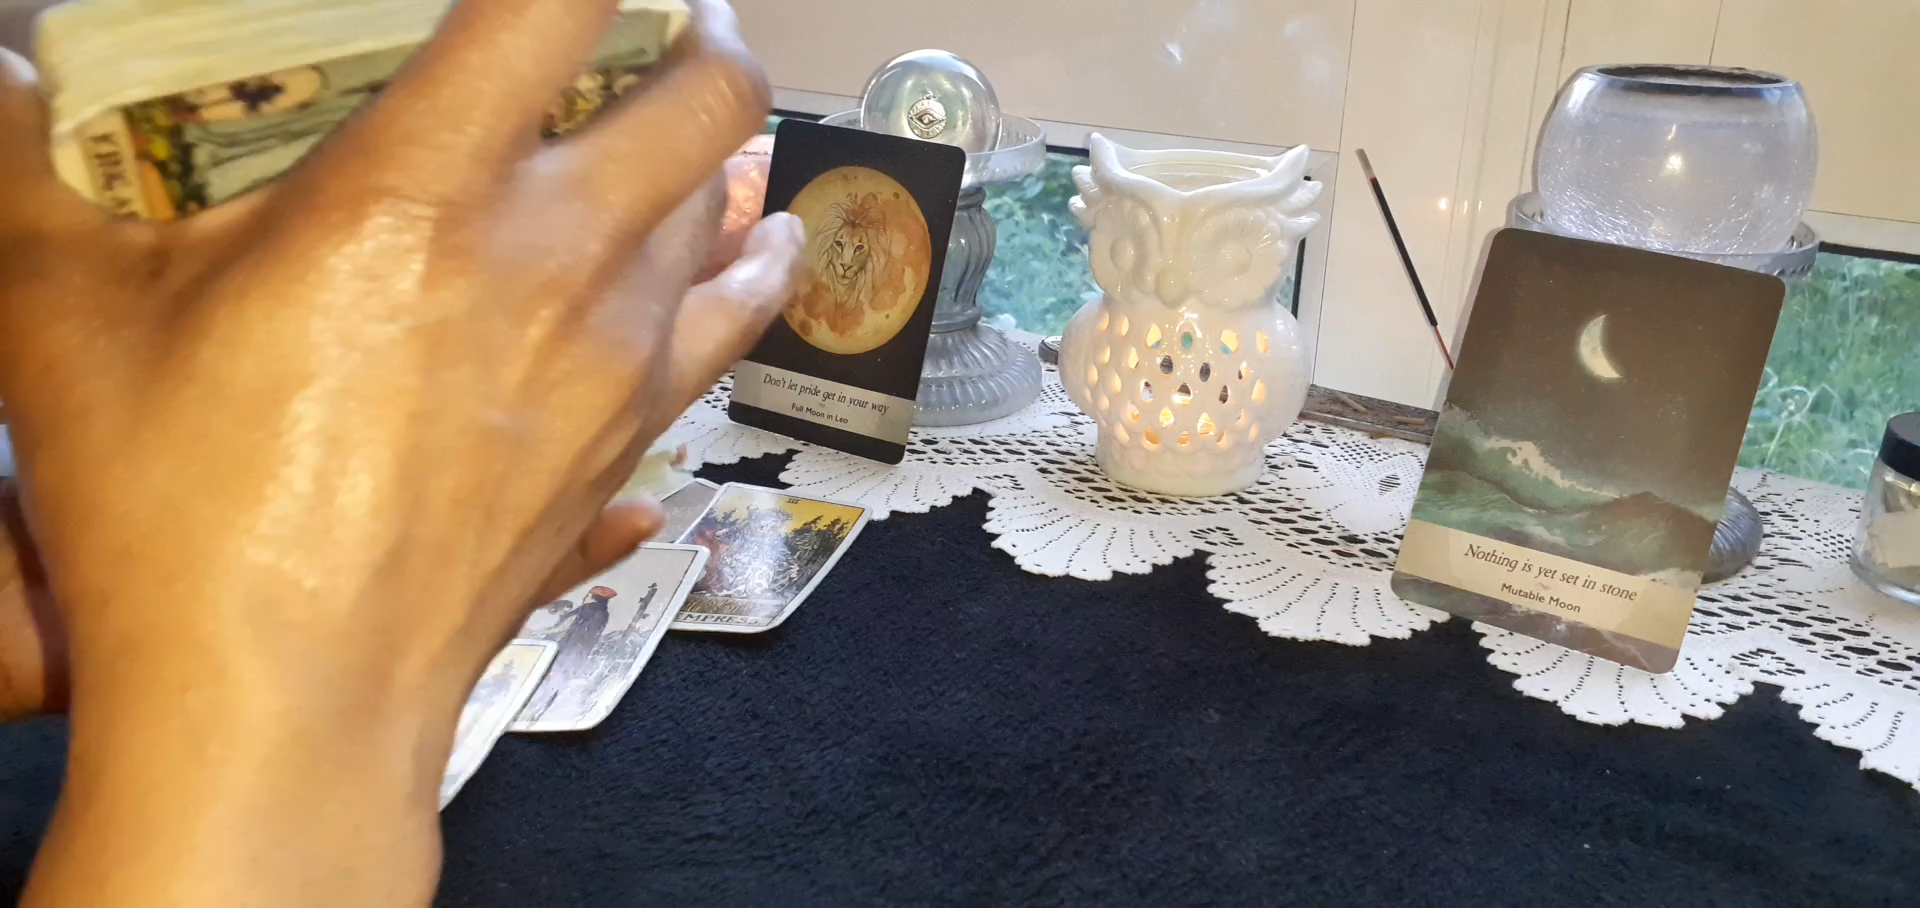 Don't let pride get in your way
Full Moon in Leo
III
EMPRESS
Nothing is yet set in stone
Mutable Moon